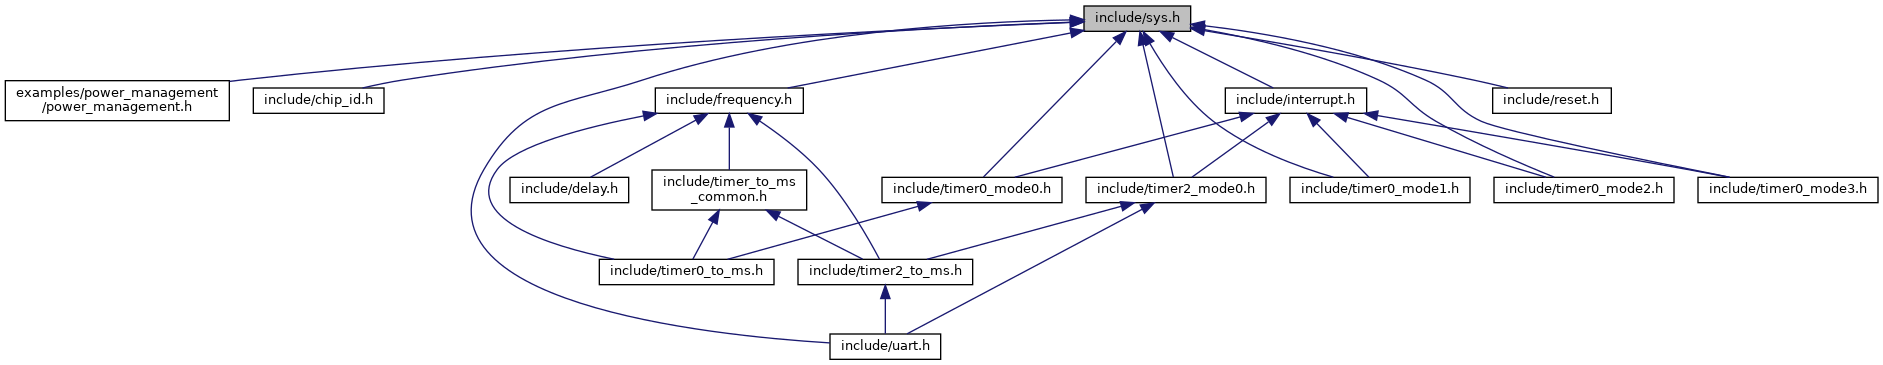 include/sys.h
examples/power_management
/power_management.h
include/chip_id.h
include/frequency.h
include/interrupt.h
include/reset.h
include/delay.h
include/timer_to_ms
_common.h
include/timer0_mode0.h
include/timer2_mode0.h
include/timer0_mode1.h
include/timer0_mode2.h
include/timer0_mode3.h
include/timer0_to_ms.h
include/timer2_to_ms.h
include/uart.h